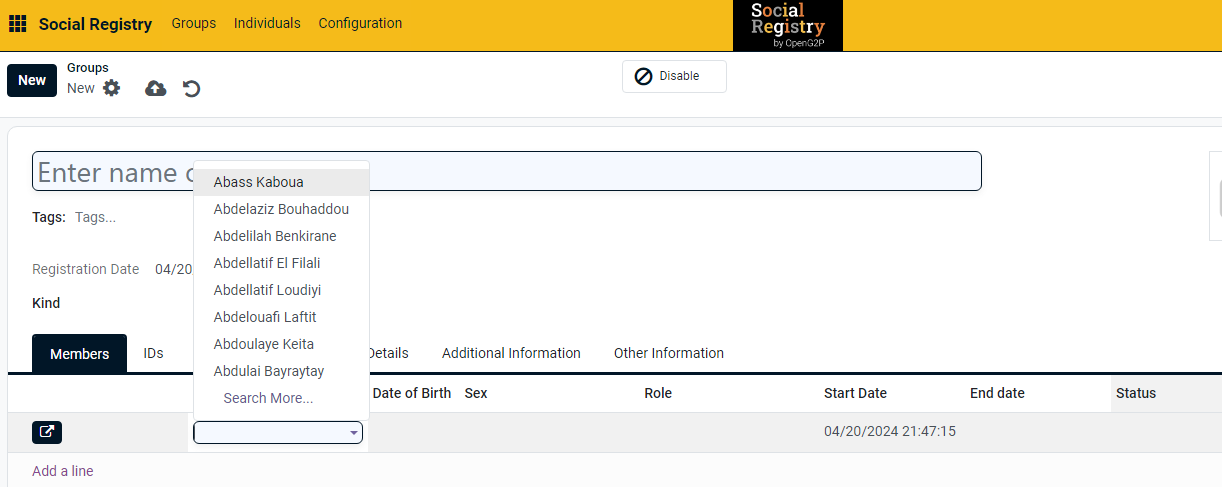 Social Registry Groups Individuals Configuration
Social
Registry
by OpenG2P
New
Groups
New
Disable
Enter name
Abass Kaboua
Abdelaziz Bouhaddou
Abdelilah Benkirane
Abdellatif El Filali
Abdellatif Loudiyi
Abdelouafi Laftit
Abdoulaye Keita
Abdulai Bayraytay
Search More...
Tags: Tags...
Registration Date 04/20
Kind
Members IDs Details Additional Information Other Information
Date of Birth Sex Role Start Date End date Status
04/20/2024 21:47:15
Add a line